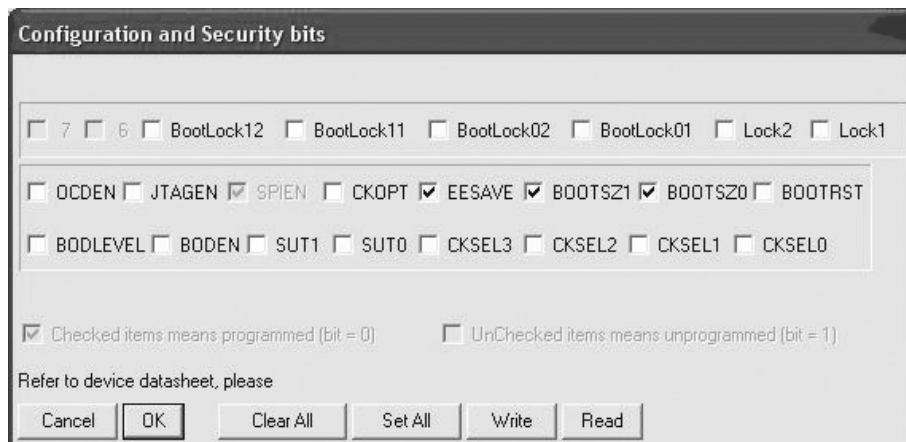 Configuration and Security bits
7 6 BootLock12 BootLock11 BootLock02 BootLock01 Lock2 Lock1
OCDEN JTAGEN SPIEN CKOPT EESAVE BOOTSZ1 BOOTSZ0 BOOTRST
BODLEVEL BODEN SUT1 SUT0 CKSEL3 CKSEL2 CKSEL1 CKSEL0
Checked items means programmed (bit = 0) UnChecked items means unprogrammed (bit = 1)
Refer to device datasheet, please
Cancel OK Clear All Set All Write Read